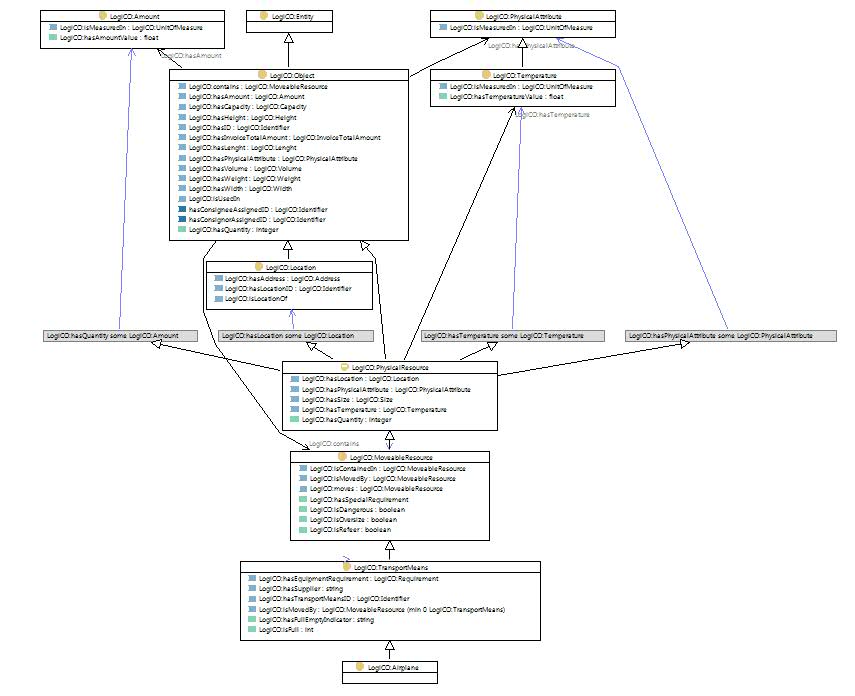 LogiCO:Amount
LogiCO:isMeasuredIn : LogiCO:UnitOfMeasure
LogiCO:hasAmountValue : float
LogiCO:Entity
LogiCO:PhysicalAttribute
LogiCO:isMeasuredIn : LogiCO:UnitOfMeasure
LogiCO:hasAmount
LogiCO:hasPhysicalAttribute
LogiCO:Object
LogiCO:contains : LogiCO:MoveableResource
LogiCO:hasAmount : LogiCO:Amount
LogiCO:hasCapacity : LogiCO:Capacity
LogiCO:hasHeight : LogiCO:Height
LogiCO:hasID : LogiCO:Identifier
LogiCO:hasInvoiceTotalAmount : LogiCO:InvoiceTotalAmount
LogiCO:hasLenght : LogiCO:Lenght
LogiCO:hasPhysicalAttribute : LogiCO:PhysicalAttribute
LogiCO:hasVolume : LogiCO:Volume
LogiCO:hasWeight : LogiCO:Weight
LogiCO:hasWidth : LogiCO:Width
LogiCO:isUsedIn
hasConsigneeAssignedID : LogiCO:Identifier
hasConsignorAssignedID : LogiCO:Identifier
LogiCO:hasQuantity : integer
LogiCO:Temperature
LogiCO:isMeasuredIn : LogiCO:UnitOfMeasure
LogiCO:hasTemperatureValue : float
LogiCO:hasTemperature
LogiCO:Location
LogiCO:hasAddress : LogiCO:Address
LogiCO:hasLocationID : LogiCO:Identifier
LogiCO:isLocationOf
LogiCO:hasQuantity some LogiCO:Amount
LogiCO:hasLocation some LogiCO:Location
LogiCO:hasTemperature some LogiCO:Temperature
LogiCO:hasPhysicalAttribute some LogiCO:PhysicalAttribute
LogiCO:PhysicalResource
LogiCO:hasLocation : LogiCO:Location
LogiCO:hasPhysicalAttribute : LogiCO:PhysicalAttribute
LogiCO:hasSize : LogiCO:Size
LogiCO:hasTemperature : LogiCO:Temperature
LogiCO:hasQuantity : integer
LogiCO:contains
LogiCO:MoveableResource
LogiCO:isContainedIn : LogiCO:MoveableResource
LogiCO:isMovedBy : LogiCO:MoveableResource
LogiCO:moves : LogiCO:MoveableResource
LogiCO:hasSpecialRequirement
LogiCO:isDangerous : boolean
LogiCO:isOversize : boolean
LogiCO:isReefer : boolean
LogiCO:TransportMeans
LogiCO:hasEquipmentRequirement : LogiCO:Requirement
LogiCO:hasSupplier : string
LogiCO:hasTransportMeansID : LogiCO:Identifier
LogiCO:isMovedBy : LogiCO:MoveableResource (min 0 LogiCO:TransportMeans)
LogiCO:hasFullEmptyIndicator : string
LogiCO:isFull : int
LogiCO:Airplane